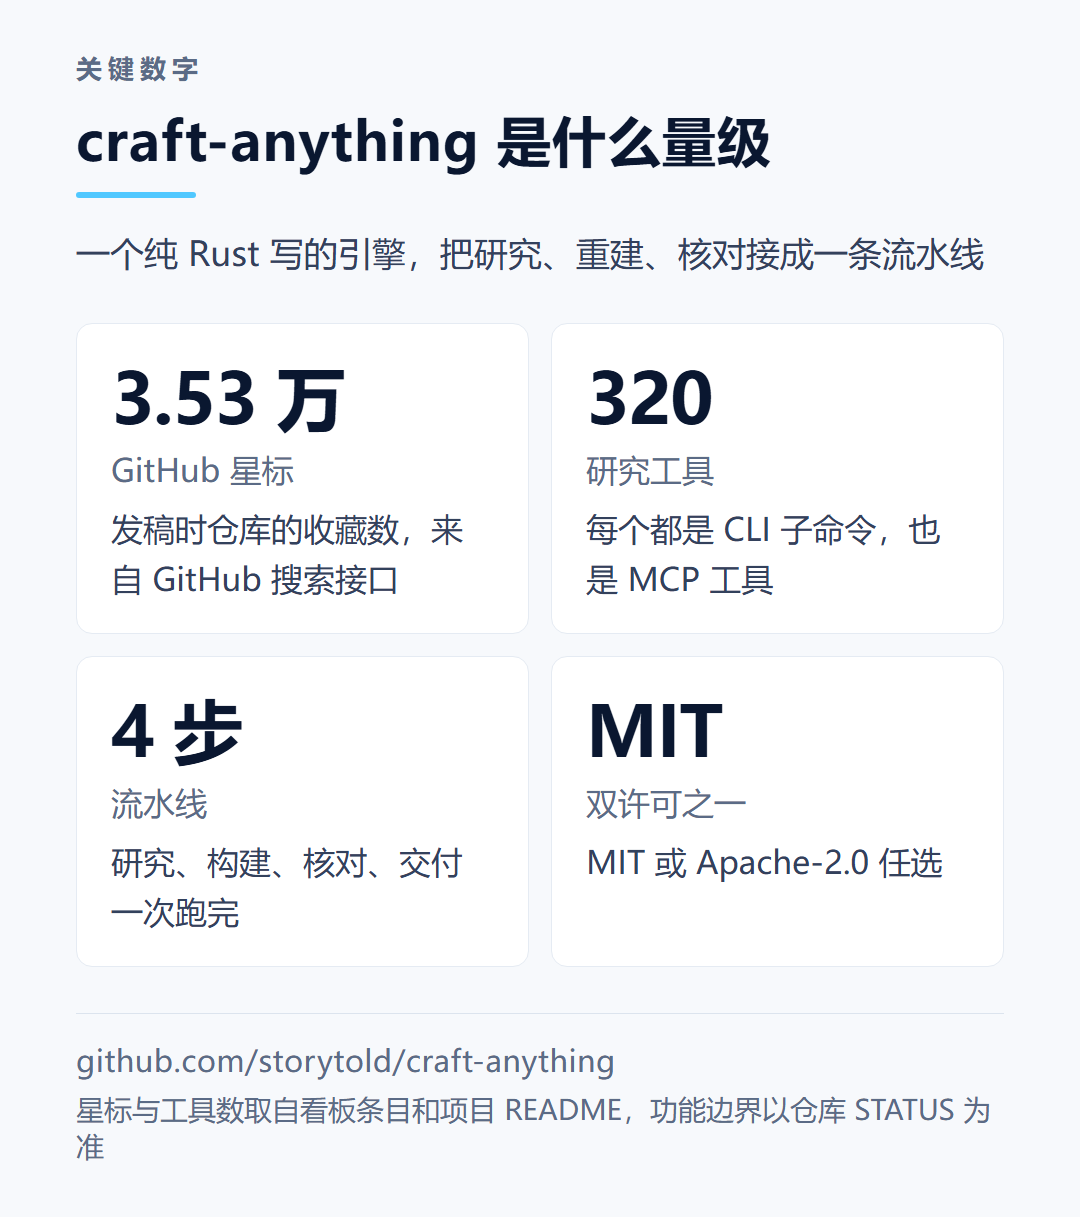 关键数字
craft-anything 是什么量级
一个纯 Rust 写的引擎，把研究、重建、核对接成一条流水线
3.53 万
GitHub 星标
发稿时仓库的收藏数，来
自 GitHub 搜索接口
320
研究工具
每个都是 CLI 子命令，也
是 MCP 工具
4 步
流水线
研究、构建、核对、交付
一次跑完
MIT
双许可之一
MIT 或 Apache-2.0 任选
github.com/storytold/craft-anything
星标与工具数取自看板条目和项目 README，功能边界以仓库 STATUS 为
准